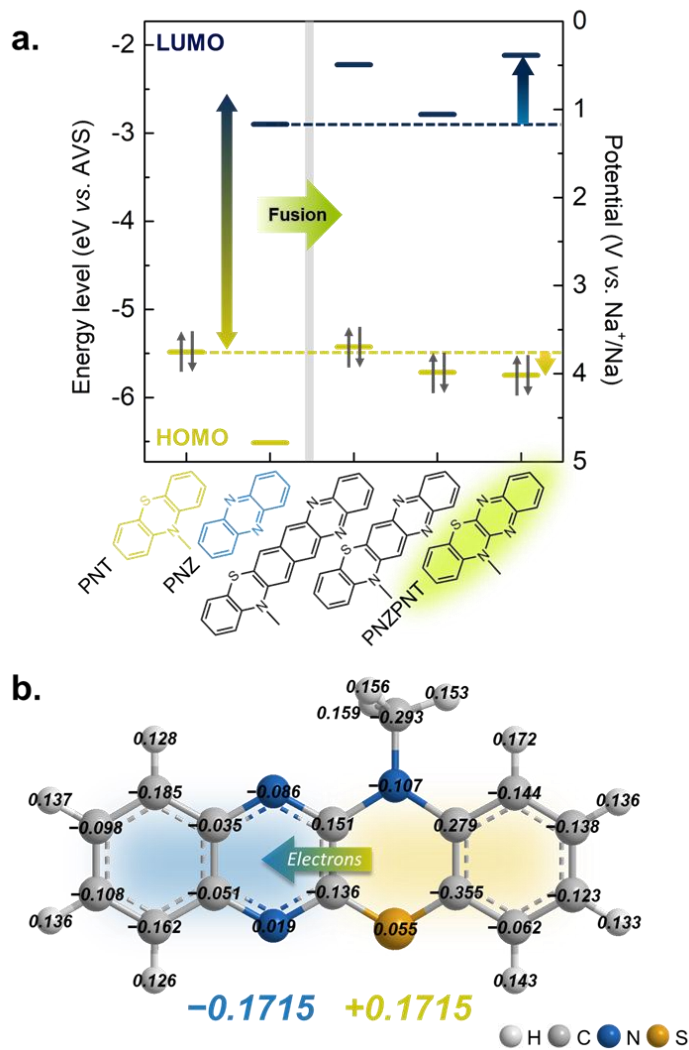 a.
LUMO
HOMO
Fusion
Energy level (eV vs. AVS)
-2
-3
-4
-5
-6
Potential (V vs. Na⁺/Na)
0
1
2
3
4
5
PNT
PNZ
PNZPNT
S
N
N
N
S
N
N
N
S
N
N
N
S
N
N
N
b.
0.156
0.153
0.159
−0.293
0.128
0.172
−0.185
−0.086
−0.107
−0.144
0.137
0.136
−0.098
−0.035
0.151
0.279
−0.138
Electrons
−0.108
−0.051
−0.136
−0.355
−0.123
0.136
−0.162
0.019
0.055
−0.062
0.133
0.126
0.143
−0.1715 +0.1715
H C N S